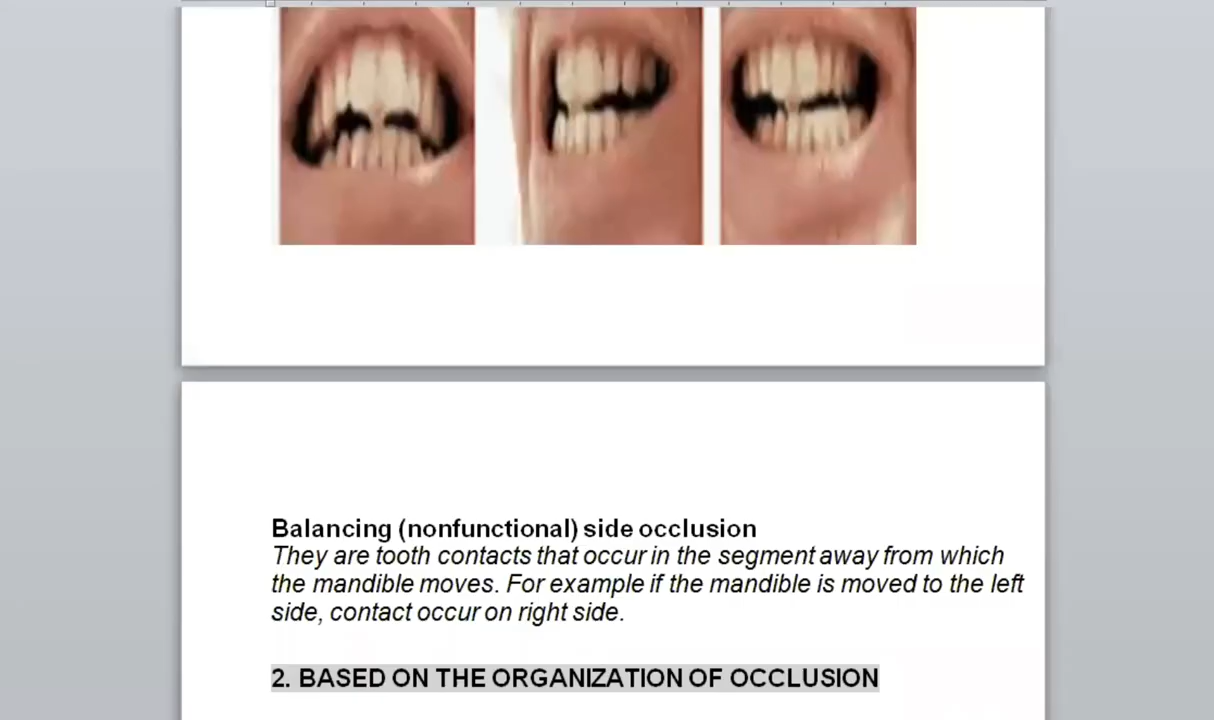 Balancing (nonfunctional) side occlusion
They are tooth contacts that occur in the segment away from which
the mandible moves. For example if the mandible is moved to the left
side, contact occur on right side.
2. BASED ON THE ORGANIZATION OF OCCLUSION